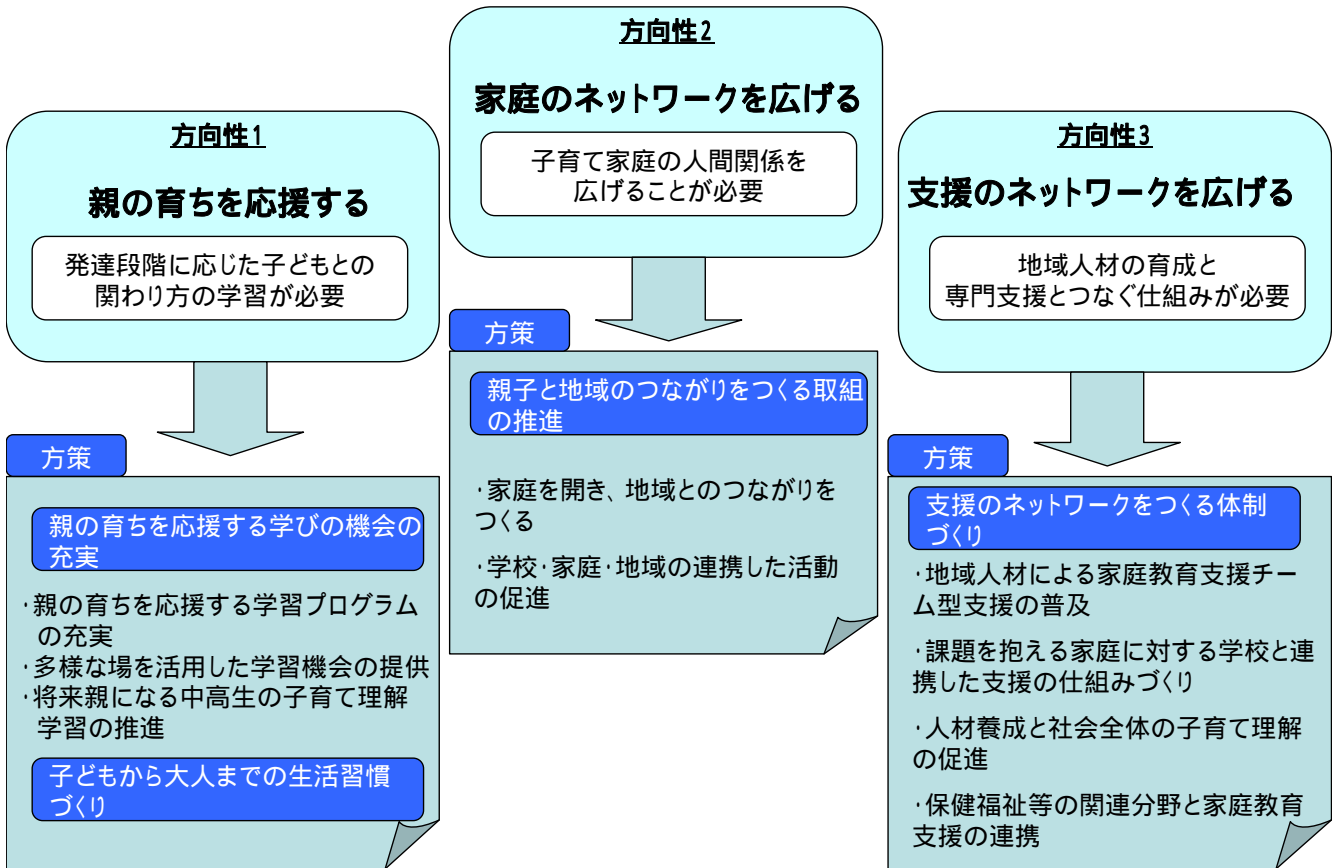 方向性1
親の育ちを応援する
発達段階に応じた子どもとの
関わり方の学習が必要
方策
親の育ちを応援する学びの機会の
充実
・親の育ちを応援する学習プログラム
の充実
・多様な場を活用した学習機会の提供
・将来親になる中高生の子育て理解
学習の推進
子どもから大人までの生活習慣
づくり
方向性2
家庭のネットワークを広げる
子育て家庭の人間関係を
広げることが必要
方策
親子と地域のつながりをつくる取組
の推進
・家庭を開き、地域とのつながりを
つくる
・学校・家庭・地域の連携した活動
の促進
方向性3
支援のネットワークを広げる
地域人材の育成と
専門支援とつなぐ仕組みが必要
方策
支援のネットワークをつくる体制
づくり
・地域人材による家庭教育支援チー
ム型支援の普及
・課題を抱える家庭に対する学校と連
携した支援の仕組みづくり
・人材養成と社会全体の子育て理解
の促進
・保健福祉等の関連分野と家庭教育
支援の連携